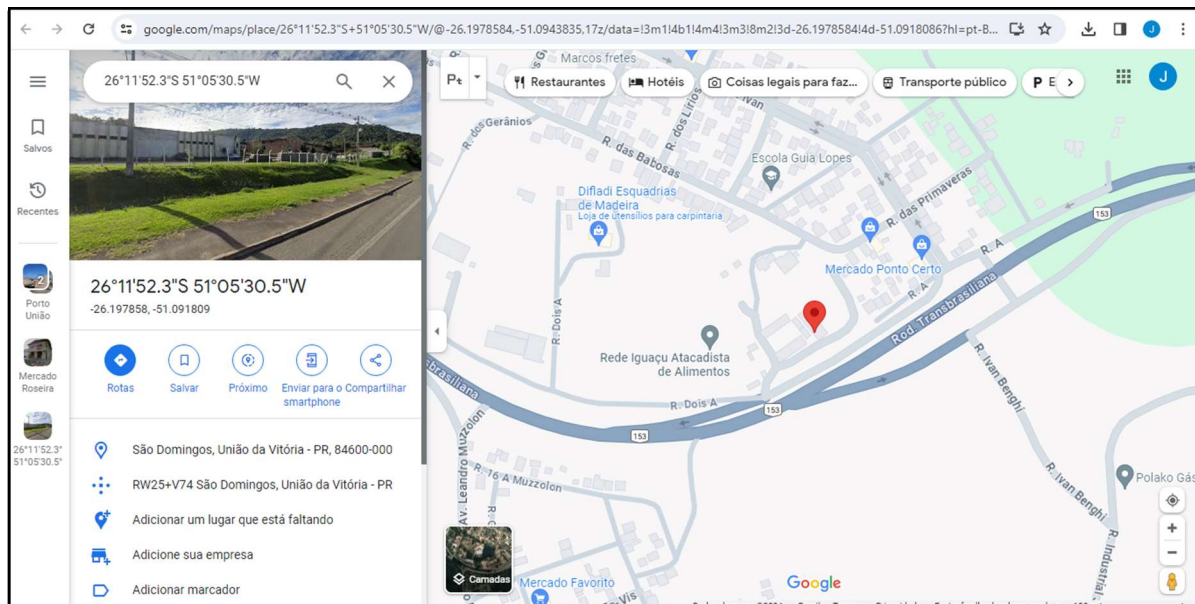 google.com/maps/place/26°11'52.3"S+51°05'30.5"W/@-26.1978584,-51.0943835,17z/data=!3m1!4b1!4m4!3m3!8m2!3d-26.1978584!4d-51.0918086?hl=pt-B...
J
26°11'52.3"S 51°05'30.5"W
Salvos
Recentes
2
Porto
União
Mercado
Roseira
26°11'52.3"
51°05'30.5"
26°11'52.3"S 51°05'30.5"W
-26.197858, -51.091809
Rotas
Salvar
Próximo
Enviar para o
smartphone
Compartilhar
São Domingos, União da Vitória - PR, 84600-000
RW25+V74 São Domingos, União da Vitória - PR
Adicionar um lugar que está faltando
Adicione sua empresa
Adicionar marcador
Marcos fretes
Restaurantes
Hotéis
Coisas legais para faz...
Transporte público
P E
J
R. dos Gerânios
R. dos Lírios
Ivan
R. das Babosas
Escola Guia Lopes
Difladi Esquadrias
de Madeira
Loja de utensílios para carpintaria
R. das Primaveras
153
R. A
Mercado Ponto Certo
R. A
Rod. Transbrasiliana
R. Dois A
Rede Iguaçu Atacadista
de Alimentos
R. Ivan Benghi
sbrasiliana
R. Dois A
153
153
Av. Leandro Muzzolon
R. 16 A Muzzolon
R. Ivan Benghi
Polako Gás
R. Industrial
Camadas
Mercado Favorito
Vis
Google